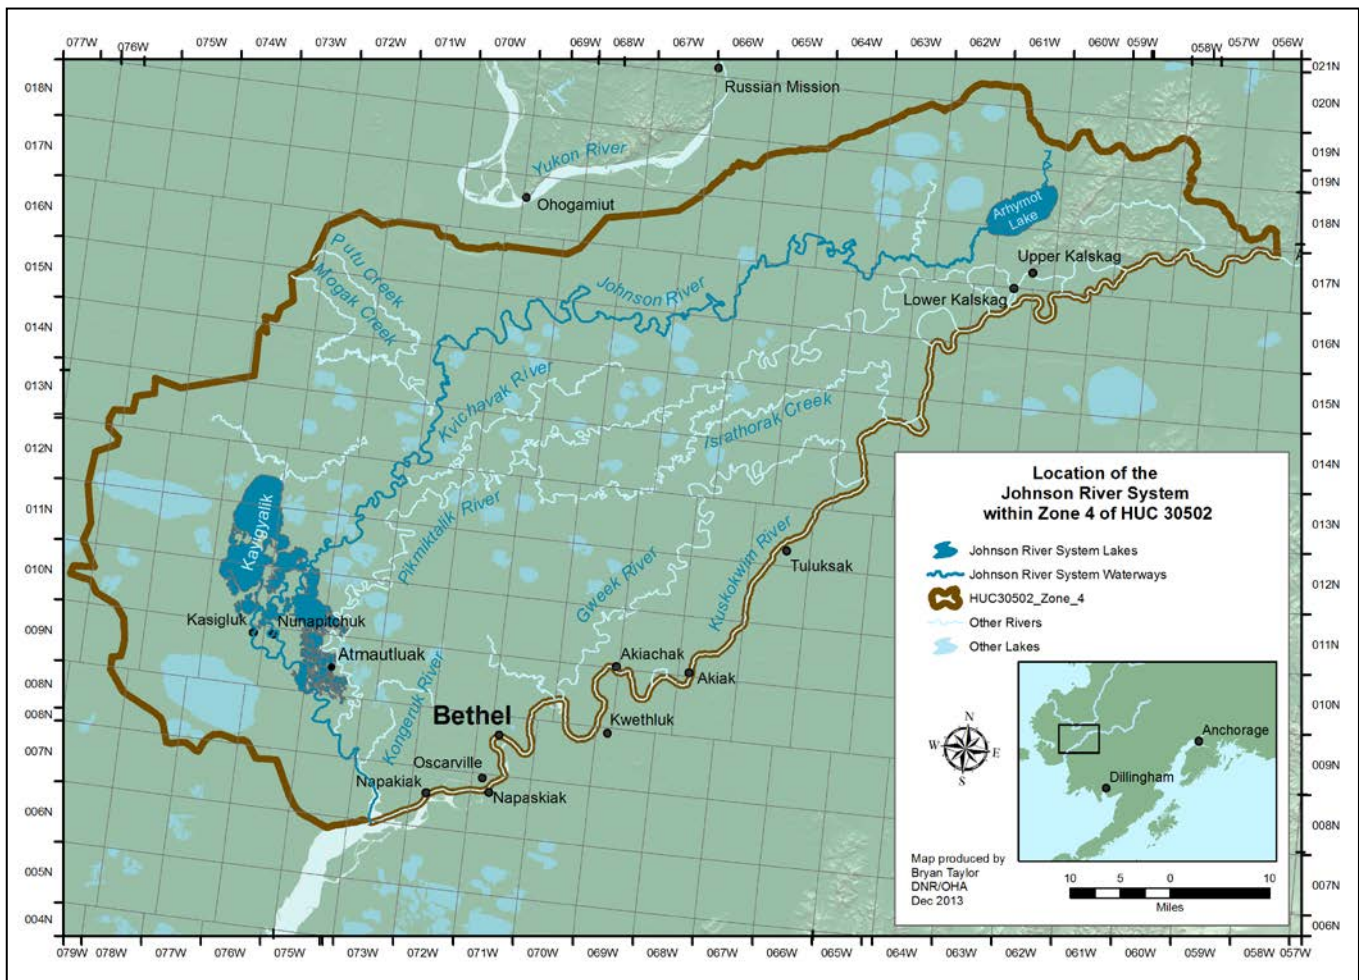 077W 076W 075W 074W 073W 072W 071W 070W 069W 068W 067W 066W 065W 064W 063W 062W 061W 060W 059W 058W 057W 056W
018N
017N
016N
015N
014N
013N
012N
011N
010N
009N
008N
008N
007N
006N
005N
004N
021N
020N
019N
019N
018N
017N
016N
015N
014N
013N
012N
011N
010N
009N
008N
007N
006N
Russian Mission
Yukon River
Ohogamiut
Arhymot
Lake
Upper Kalskag
A
Lower Kalskag
Putu Creek
Mogak Creek
Johnson River
Kvichavak River
Israthorak Creek
Kayigyalik
Pikmiktalik River
Gweek River
Kuskokwim River
Tuluksak
Kasigluk
Nunapitchuk
Atmautluak
Akiachak
Akiak
Kongeruk River
Bethel
Kwethluk
Oscarville
Napakiak
Napaskiak
Location of the
Johnson River System
within Zone 4 of HUC 30502
Johnson River System Lakes
Johnson River System Waterways
HUC30502_Zone_4
Other Rivers
Other Lakes
N
W E
S
Anchorage
Dillingham
Map produced by
Bryan Taylor
DNR/OHA
Dec 2013
10 5 0 10
Miles
079W 078W 077W 076W 075W 074W 073W 072W 071W 070W 069W 068W 067W 066W 065W 064W 063W 062W 061W 060W 059W 058W 057W